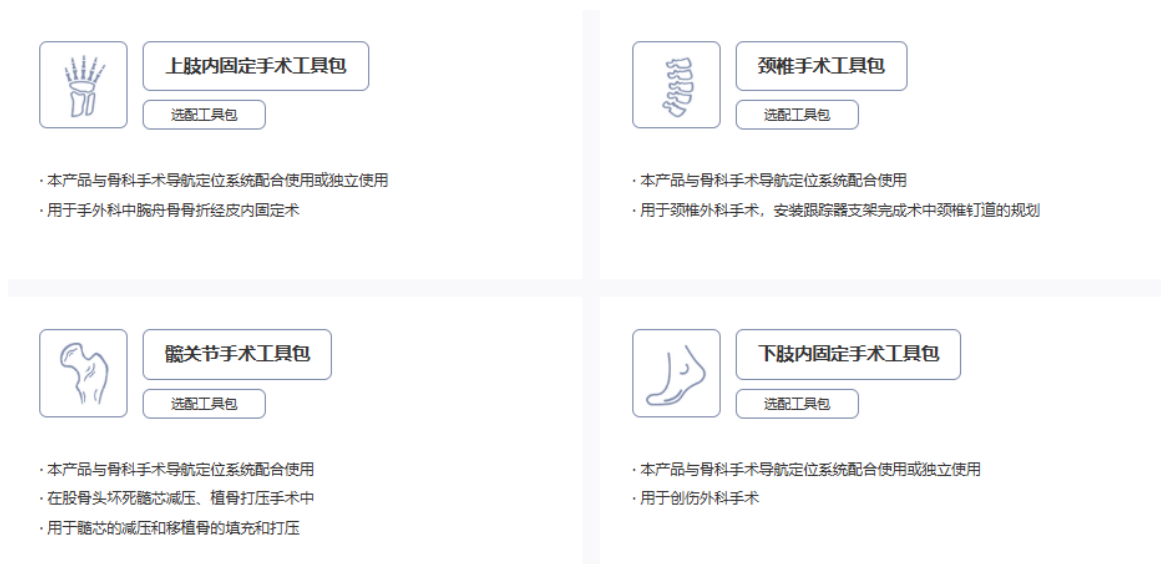 上肢内固定手术工具包
选配工具包
· 本产品与骨科手术导航定位系统配合使用或独立使用
· 用于手外科中腕舟骨骨折经皮内固定术
颈椎手术工具包
选配工具包
· 本产品与骨科手术导航定位系统配合使用
· 用于颈椎外科手术，安装跟踪器支架完成术中颈椎钉道的规划
髋关节手术工具包
选配工具包
· 本产品与骨科手术导航定位系统配合使用
· 在股骨头坏死髓芯减压、植骨打压手术中
· 用于髓芯的减压和移植骨的填充和打压
下肢内固定手术工具包
选配工具包
· 本产品与骨科手术导航定位系统配合使用或独立使用
· 用于创伤外科手术